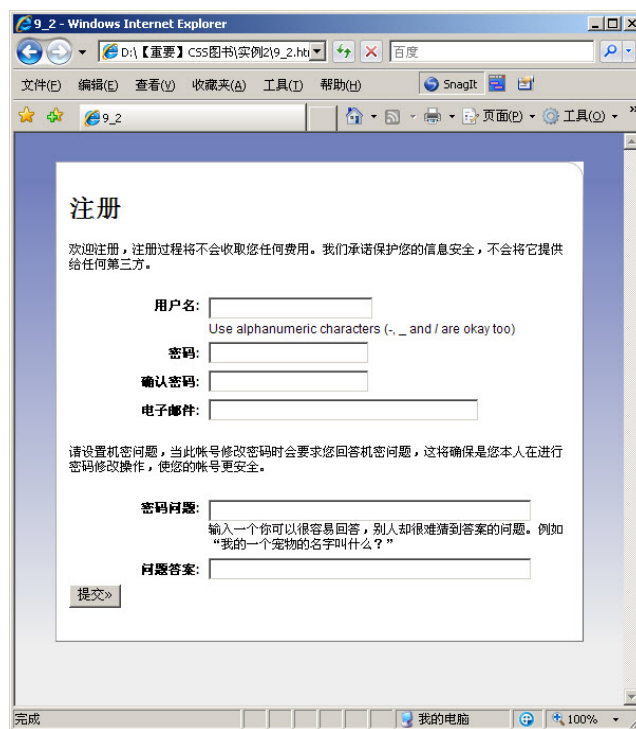 9_2 - Windows Internet Explorer
D:\【重要】CSS图书\实例2\9_2.ht
百度
文件(F) 编辑(E) 查看(V) 收藏夹(A) 工具(T) 帮助(H) SnagIt
9_2 页面(P) 工具(O) »
注册
欢迎注册，注册过程将不会收取您任何费用。我们承诺保护您的信息安全，不会将它提供
给任何第三方。
用户名:
Use alphanumeric characters (-, _ and / are okay too)
密码:
确认密码:
电子邮件:
请设置机密问题，当此帐号修改密码时会要求您回答机密问题，这将确保是您本人在进行
密码修改操作，使您的帐号更安全。
密码问题:
输入一个你可以很容易回答，别人却很难猜到答案的问题。例如
“我的一个宠物的名字叫什么？”
问题答案:
提交»
完成 我的电脑 100%